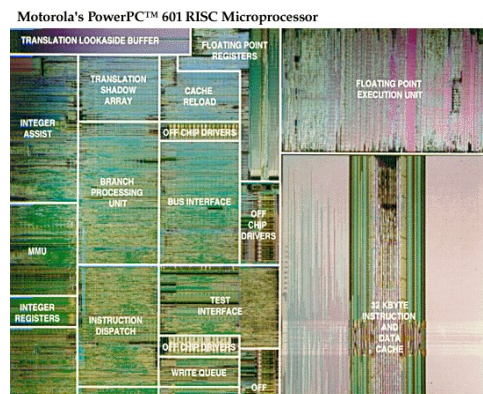 Motorola's PowerPC™ 601 RISC Microprocessor
TRANSLATION LOOKASIDE BUFFER
FLOATING POINT
REGISTERS
TRANSLATION
SHADOW
ARRAY
CACHE
RELOAD
FLOATING POINT
EXECUTION UNIT
INTEGER
ASSIST
OFF CHIP DRIVERS
BRANCH
PROCESSING
UNIT
BUS INTERFACE
OFF
CHIP
DRIVERS
MMU
INTEGER
REGISTERS
INSTRUCTION
DISPATCH
TEST
INTERFACE
32 KBYTE
INSTRUCTION
AND
DATA
CACHE
OFF CHIP DRIVERS
WRITE QUEUE
OFF